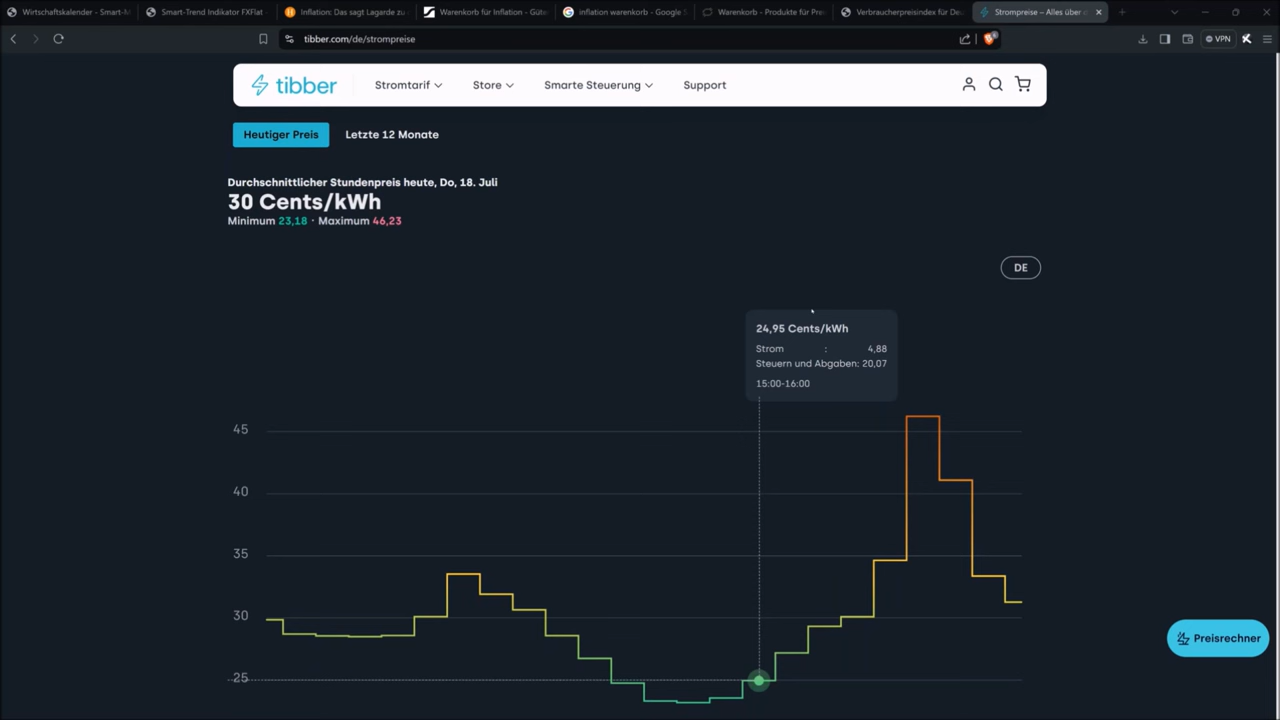 Wirtschaftskalender - Smart-M
Smart-Trend Indikator FXFlat -
Inflation: Das sagt Lagarde zu
Warenkorb für Inflation - Güte
inflation warenkorb - Google S
Warenkorb - Produkte für Pre
Verbraucherpreisindex für De
Strompreise – Alles über
tibber.com/de/strompreise
VPN
tibber
Stromtarif
Store
Smarte Steuerung
Support
Heutiger Preis
Letzte 12 Monate
Durchschnittlicher Stundenpreis heute, Do, 18. Juli
30 Cents/kWh
Minimum 23,18 · Maximum 46,23
DE
24,95 Cents/kWh
Strom : 4,88
Steuern und Abgaben: 20,07
15:00-16:00
45
40
35
30
25
Preisrechner